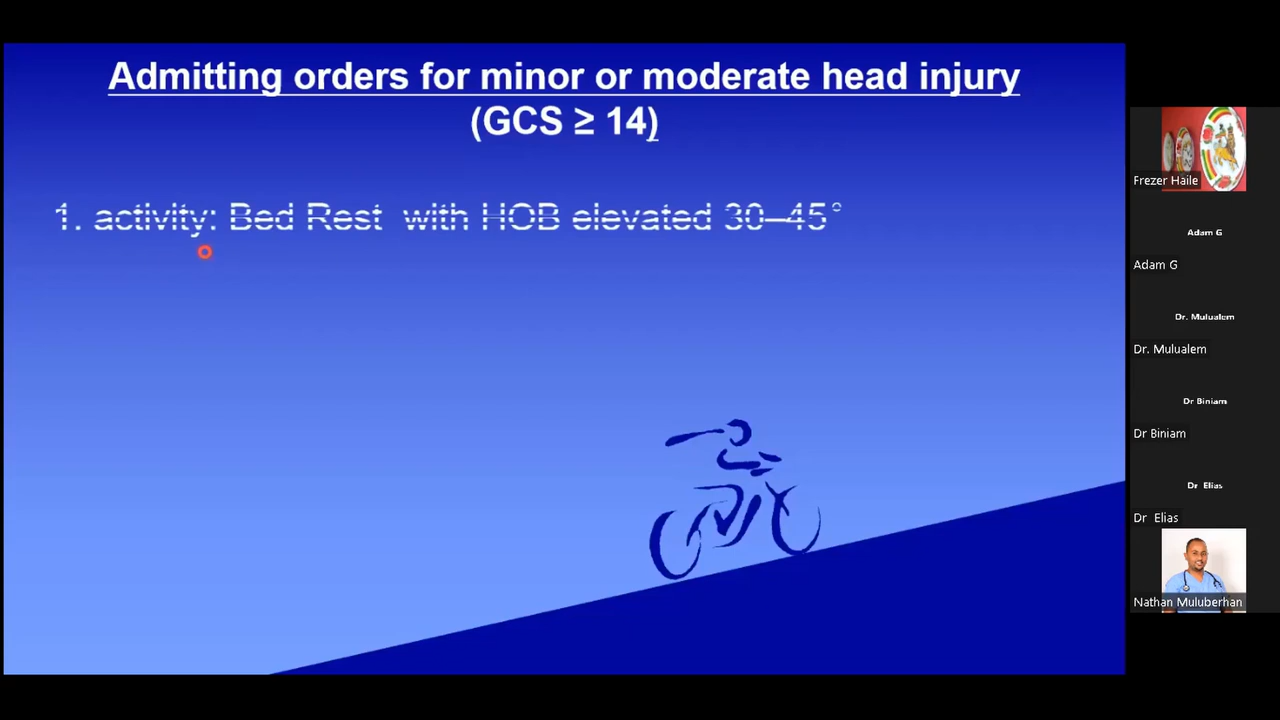 Admitting orders for minor or moderate head injury
(GCS ≥ 14)
1. activity: Bed Rest with HOB elevated 30–45°
Frezer Haile
Adam G
Adam G
Dr. Mulualem
Dr. Mulualem
Dr Biniam
Dr Biniam
Dr Elias
Dr Elias
Nathan Muluberhan